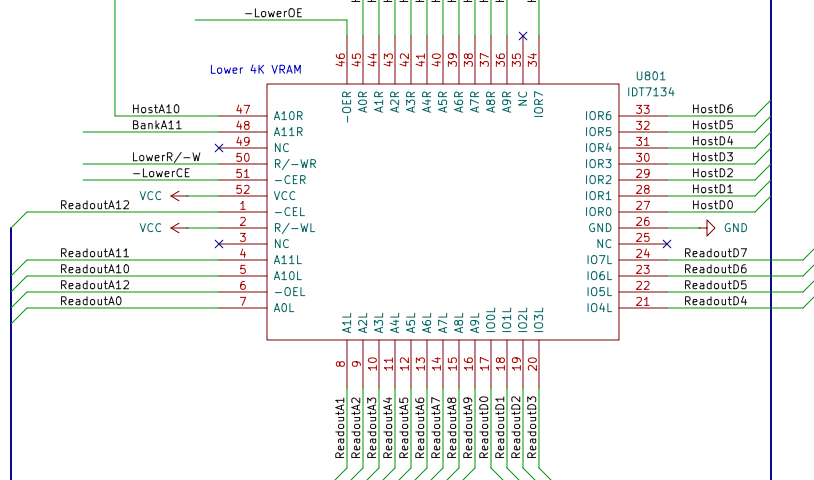 -LowerOE
46 45 44 43 42 41 40 39 38 37 36 35 34
Lower 4K VRAM
U801
IDT7134
-OER A0R A1R A2R A3R A4R A5R A6R A7R A8R A9R NC IOR7
HostA10 47 A10R
BankA11 48 A11R
49 NC
LowerR/-W 50 R/-WR
-LowerCE 51 -CER
VCC 52 VCC
ReadoutA12 1 -CEL
VCC 2 R/-WL
3 NC
ReadoutA11 4 A11L
ReadoutA10 5 A10L
ReadoutA12 6 -OEL
ReadoutA0 7 A0L
IOR6 33 HostD6
IOR5 32 HostD5
IOR4 31 HostD4
IOR3 30 HostD3
IOR2 29 HostD2
IOR1 28 HostD1
IOR0 27 HostD0
GND 26 GND
NC 25
IO7L 24 ReadoutD7
IO6L 23 ReadoutD6
IO5L 22 ReadoutD5
IO4L 21 ReadoutD4
A1L A2L A3L A4L A5L A6L A7L A8L A9L IO0L IO1L IO2L IO3L
8 9 10 11 12 13 14 15 16 17 18 19 20
ReadoutA1 ReadoutA2 ReadoutA3 ReadoutA4 ReadoutA5 ReadoutA6 ReadoutA7 ReadoutA8 ReadoutA9 ReadoutD0 ReadoutD1 ReadoutD2 ReadoutD3